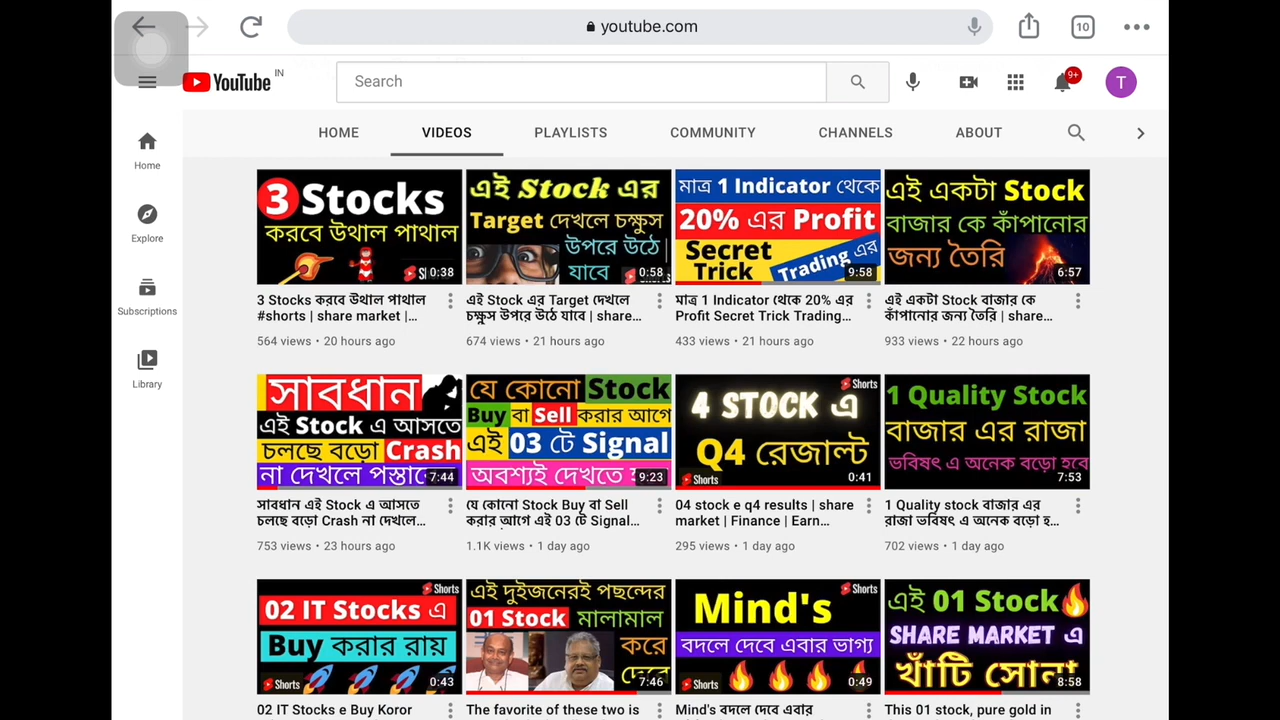 youtube.com
10
YouTube IN
Search
9+
T
HOME
VIDEOS
PLAYLISTS
COMMUNITY
CHANNELS
ABOUT
Home
Explore
Subscriptions
Library
3 Stocks
করবে উথাল পাথাল
0:38
3 Stocks করবে উথাল পাথাল
#shorts | share market |...
564 views • 20 hours ago
এই Stock এর
Target দেখলে চক্ষুস
উপরে উঠে
যাবে
0:58
এই Stock এর Target দেখলে
চক্ষুস উপরে উঠে যাবে | share...
674 views • 21 hours ago
মাত্র 1 Indicator থেকে
20% এর Profit
Secret
Trick
Trading এর
9:58
মাত্র 1 Indicator থেকে 20% এর
Profit Secret Trick Trading...
433 views • 21 hours ago
এই একটা Stock
বাজার কে কাঁপানোর
জন্য তৈরি
6:57
এই একটা Stock বাজার কে
কাঁপানোর জন্য তৈরি | share...
933 views • 22 hours ago
সাবধান
এই Stock এ আসতে
চলছে বড়ো Crash
না দেখলে
7:44
সাবধান এই Stock এ আসতে
চলছে বড়ো Crash না দেখলে...
753 views • 23 hours ago
যে কোনো Stock
Buy বা Sell করার আগে
এই 03 টে Signal
অবশ্যই দেখতে
9:23
যে কোনো Stock Buy বা Sell
করার আগে এই 03 টে Signal...
1.1K views • 1 day ago
Shorts
4 STOCK এ
Q4 রেজাল্ট
Shorts
0:41
04 stock e q4 results | share
market | Finance | Earn...
295 views • 1 day ago
1 Quality Stock
বাজার এর রাজা
ভবিষৎ এ অনেক বড়ো হবে
7:53
1 Quality stock বাজার এর
রাজা ভবিষৎ এ অনেক বড়ো হ...
702 views • 1 day ago
Shorts
02 IT Stocks এ
Buy করার রায়
Shorts
0:43
02 IT Stocks e Buy Koror
এই দুইজনেরই পছন্দের
01 Stock মালামাল
করে
দেবে
7:46
The favorite of these two is
Shorts
Mind's
বদলে দেবে এবার ভাগ্য
Shorts
0:49
Mind's বদলে দেবে এবার
এই 01 Stock
SHARE MARKET এ
খাঁটি সোনা
8:58
This 01 stock, pure gold in